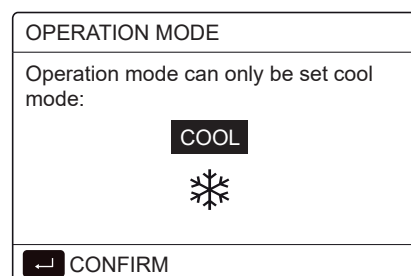 OPERATION MODE
Operation mode can only be set cool
mode:
COOL
CONFIRM